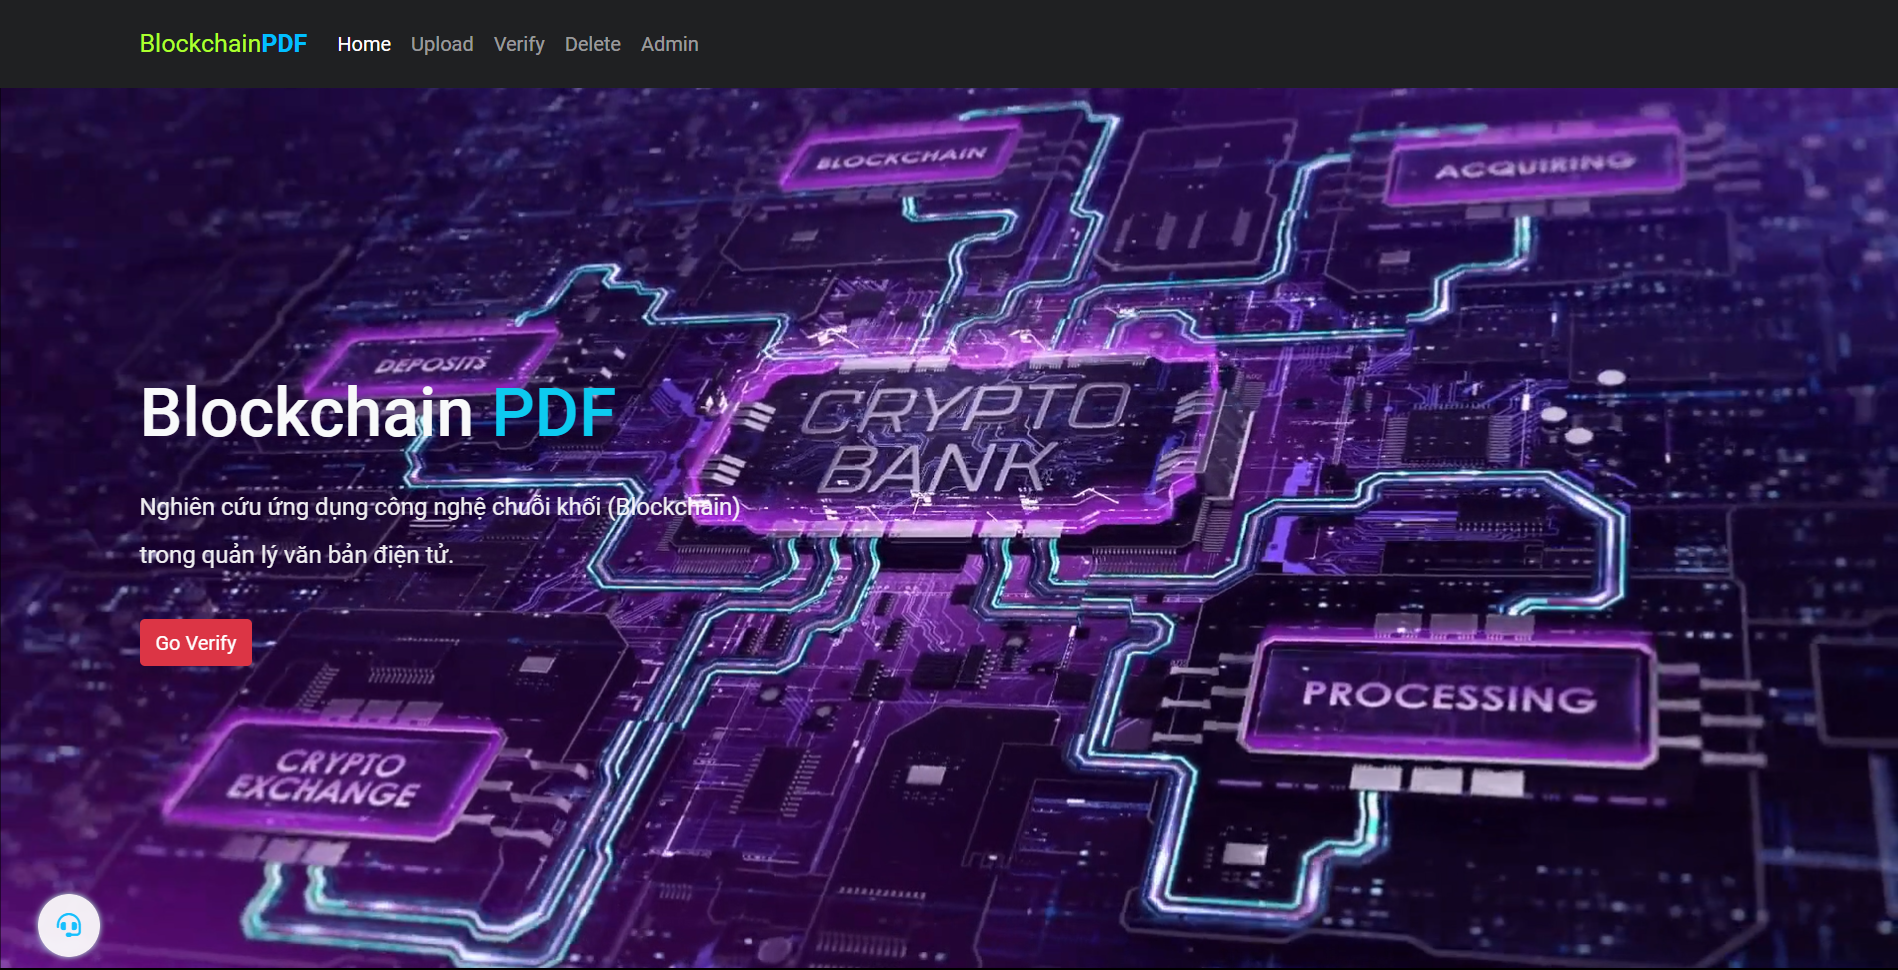 BlockchainPDF Home Upload Verify Delete Admin
BLOCKCHAIN
ACQUIRING
DEPOSITS
CRYPTO
BANK
Blockchain PDF
Nghiên cứu ứng dụng công nghệ chuỗi khối (Blockchain)
trong quản lý văn bản điện tử.
Go Verify
PROCESSING
CRYPTO
EXCHANGE